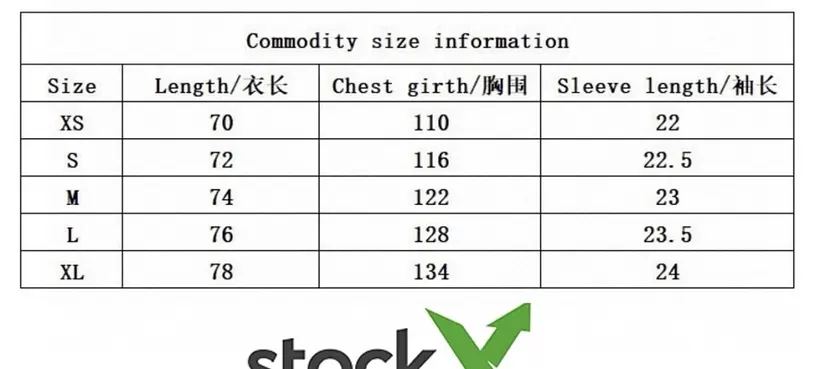 Commodity size information
Size Length/衣长 Chest girth/胸围 Sleeve length/袖长
XS 70 110 22
S 72 116 22.5
M 74 122 23
L 76 128 23.5
XL 78 134 24
stockX